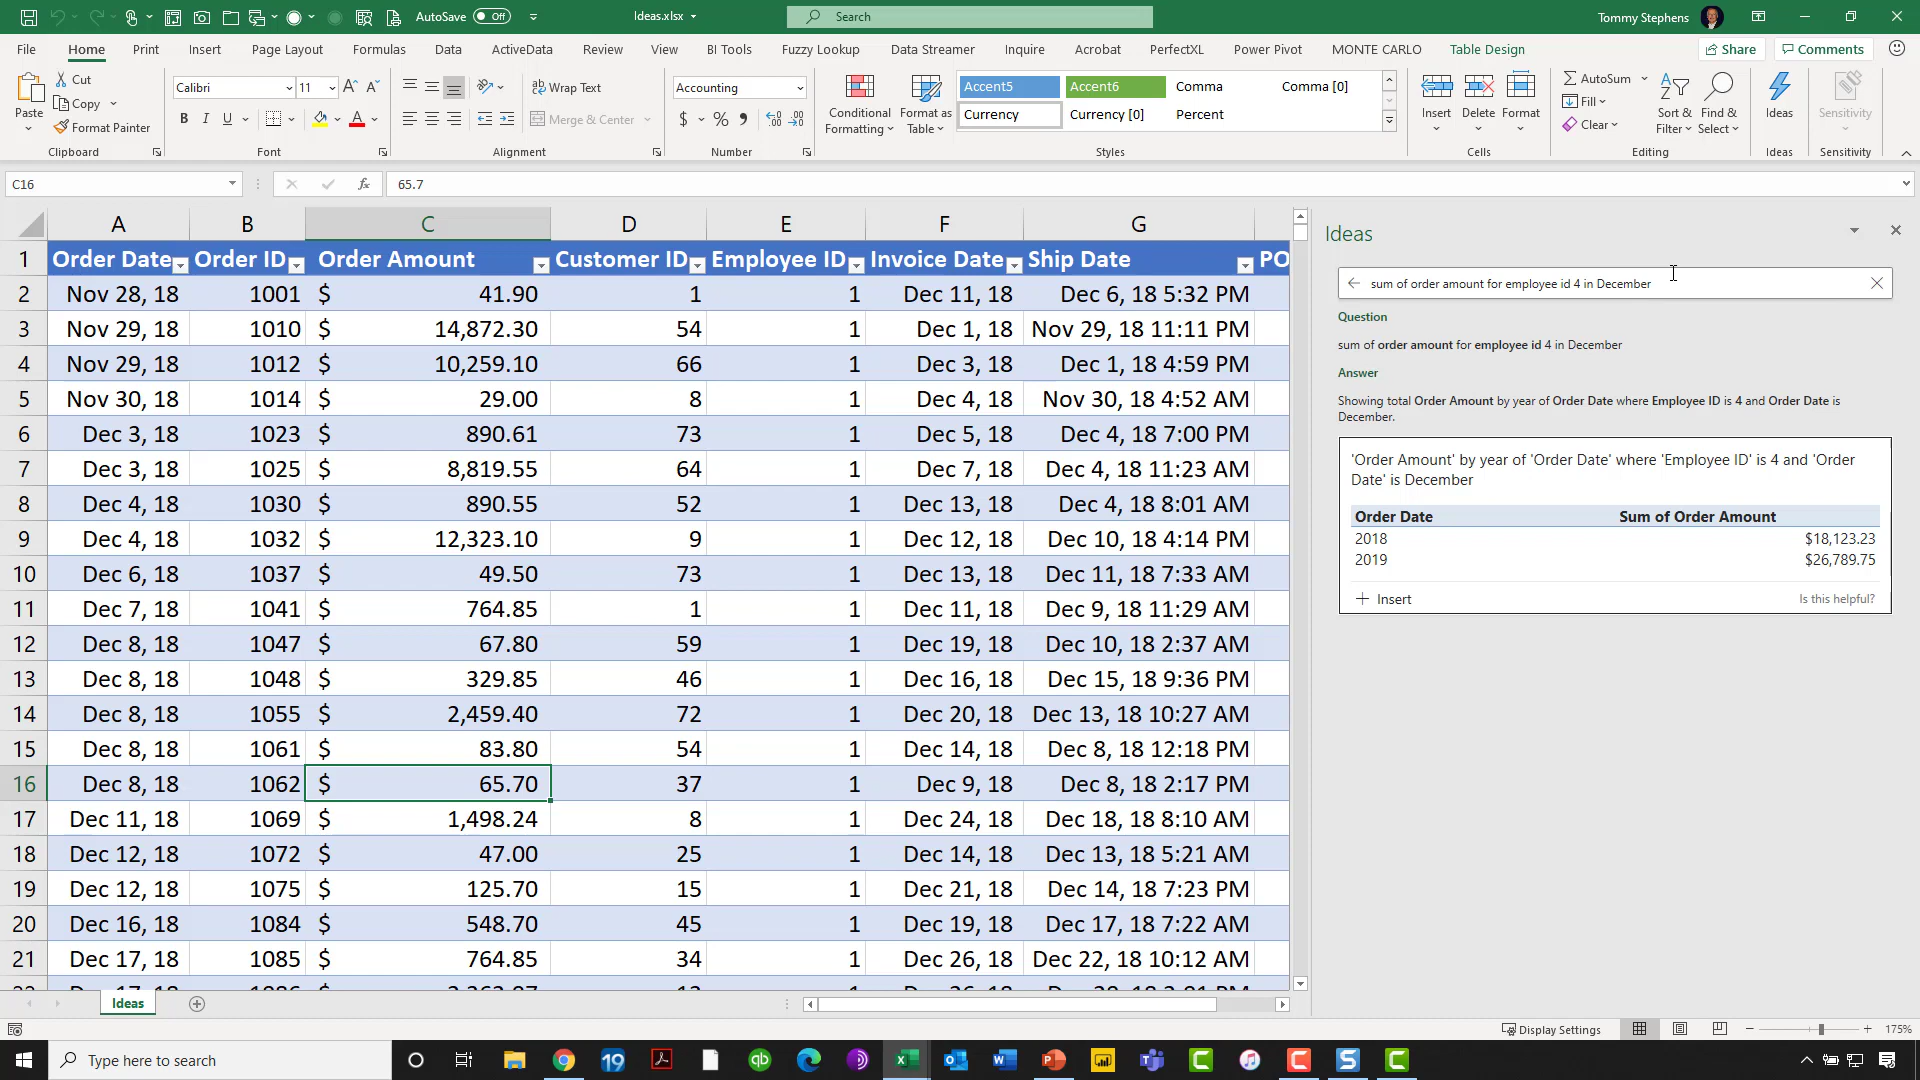 AutoSave Off Ideas.xlsx Search Tommy Stephens
File Home Print Insert Page Layout Formulas Data ActiveData Review View BI Tools Fuzzy Lookup Data Streamer Inquire Acrobat PerfectXL Power Pivot MONTE CARLO Table Design Share Comments
Paste Cut Copy Format Painter Clipboard
Calibri 11 B I U A A Font
Wrap Text Merge & Center Alignment
Accounting $ % Number
Conditional Formatting Format as Table Accent5 Accent6 Comma Comma [0] Currency Currency [0] Percent Styles
Insert Delete Format Cells
AutoSum Fill Clear Sort & Filter Find & Select Editing
Ideas Ideas
Sensitivity Sensitivity
C16 fx 65.7
A B C D E F G
1 Order Date Order ID Order Amount Customer ID Employee ID Invoice Date Ship Date PO
2 Nov 28, 18 1001 $ 41.90 1 1 Dec 11, 18 Dec 6, 18 5:32 PM
3 Nov 29, 18 1010 $ 14,872.30 54 1 Dec 1, 18 Nov 29, 18 11:11 PM
4 Nov 29, 18 1012 $ 10,259.10 66 1 Dec 3, 18 Dec 1, 18 4:59 PM
5 Nov 30, 18 1014 $ 29.00 8 1 Dec 4, 18 Nov 30, 18 4:52 AM
6 Dec 3, 18 1023 $ 890.61 73 1 Dec 5, 18 Dec 4, 18 7:00 PM
7 Dec 3, 18 1025 $ 8,819.55 64 1 Dec 7, 18 Dec 4, 18 11:23 AM
8 Dec 4, 18 1030 $ 890.55 52 1 Dec 13, 18 Dec 4, 18 8:01 AM
9 Dec 4, 18 1032 $ 12,323.10 9 1 Dec 12, 18 Dec 10, 18 4:14 PM
10 Dec 6, 18 1037 $ 49.50 73 1 Dec 13, 18 Dec 11, 18 7:33 AM
11 Dec 7, 18 1041 $ 764.85 1 1 Dec 11, 18 Dec 9, 18 11:29 AM
12 Dec 8, 18 1047 $ 67.80 59 1 Dec 19, 18 Dec 10, 18 2:37 AM
13 Dec 8, 18 1048 $ 329.85 46 1 Dec 16, 18 Dec 15, 18 9:36 PM
14 Dec 8, 18 1055 $ 2,459.40 72 1 Dec 20, 18 Dec 13, 18 10:27 AM
15 Dec 8, 18 1061 $ 83.80 54 1 Dec 14, 18 Dec 8, 18 12:18 PM
16 Dec 8, 18 1062 $ 65.70 37 1 Dec 9, 18 Dec 8, 18 2:17 PM
17 Dec 11, 18 1069 $ 1,498.24 8 1 Dec 24, 18 Dec 18, 18 8:10 AM
18 Dec 12, 18 1072 $ 47.00 25 1 Dec 14, 18 Dec 13, 18 5:21 PM
19 Dec 12, 18 1075 $ 125.70 15 1 Dec 21, 18 Dec 14, 18 7:23 PM
20 Dec 16, 18 1084 $ 548.70 45 1 Dec 19, 18 Dec 17, 18 7:22 AM
21 Dec 17, 18 1085 $ 764.85 34 1 Dec 26, 18 Dec 22, 18 10:12 AM
Ideas
sum of order amount for employee id 4 in December
Question
sum of order amount for employee id 4 in December
Answer
Showing total Order Amount by year of Order Date where Employee ID is 4 and Order Date is
December.
'Order Amount' by year of 'Order Date' where 'Employee ID' is 4 and 'Order
Date' is December
Order Date Sum of Order Amount
2018 $18,123.23
2019 $26,789.75
Insert Is this helpful?
Ideas
Display Settings 175%
Type here to search 19 qb